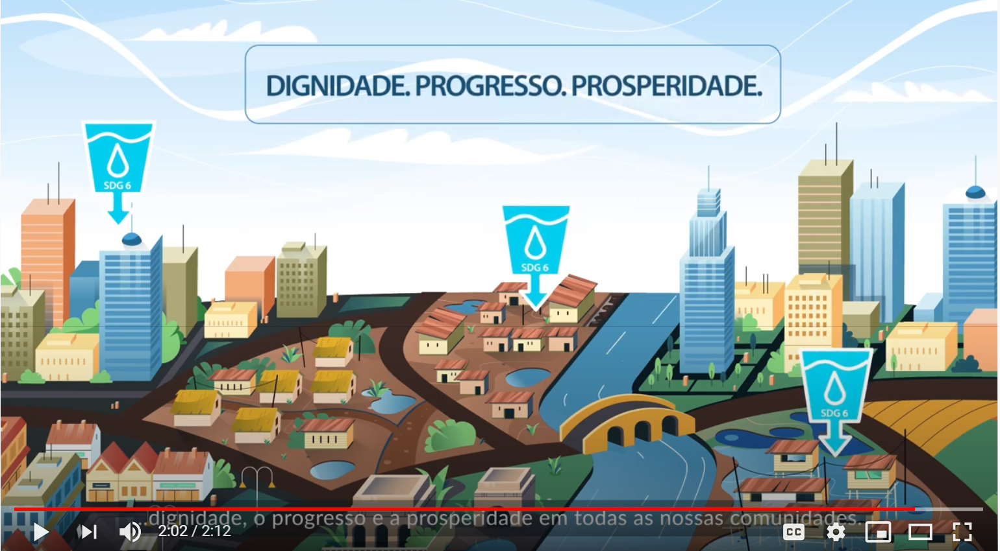 DIGNIDADE. PROGRESSO. PROSPERIDADE.
SDG 6
SDG 6
SDG 6
...dignidade, o progresso e a prosperidade em todas as nossas comunidades.
2:02 / 2:12
CC